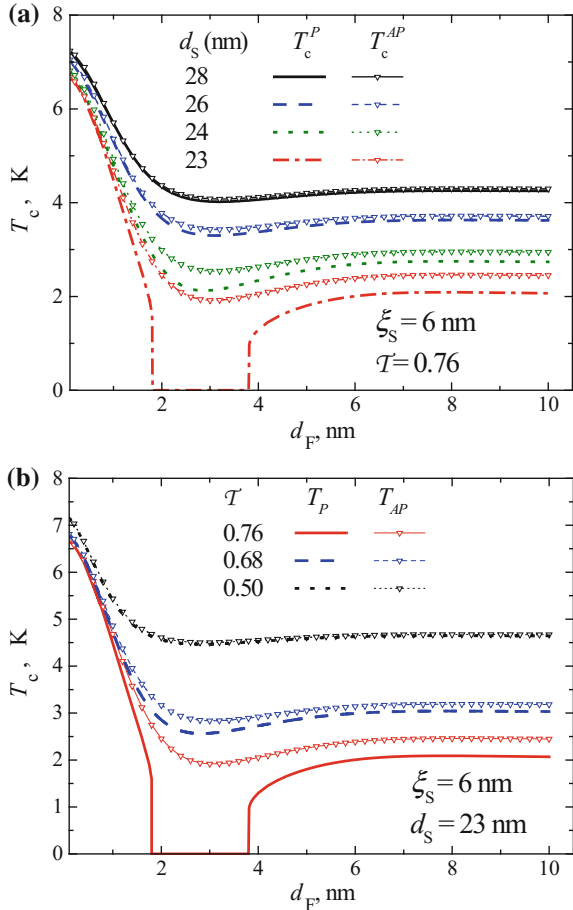 (a)
8
7
6
4
2
0
T_c, K
d_S (nm) T_c^P T_c^AP
28
26
24
23
ξ_S = 6 nm
𝒯 = 0.76
2 4 6 8 10
d_F, nm
(b)
8
7
6
5
4
3
2
1
0
T_c, K
𝒯 T_P T_AP
0.76
0.68
0.50
ξ_S = 6 nm
d_S = 23 nm
2 4 6 8 10
d_F, nm